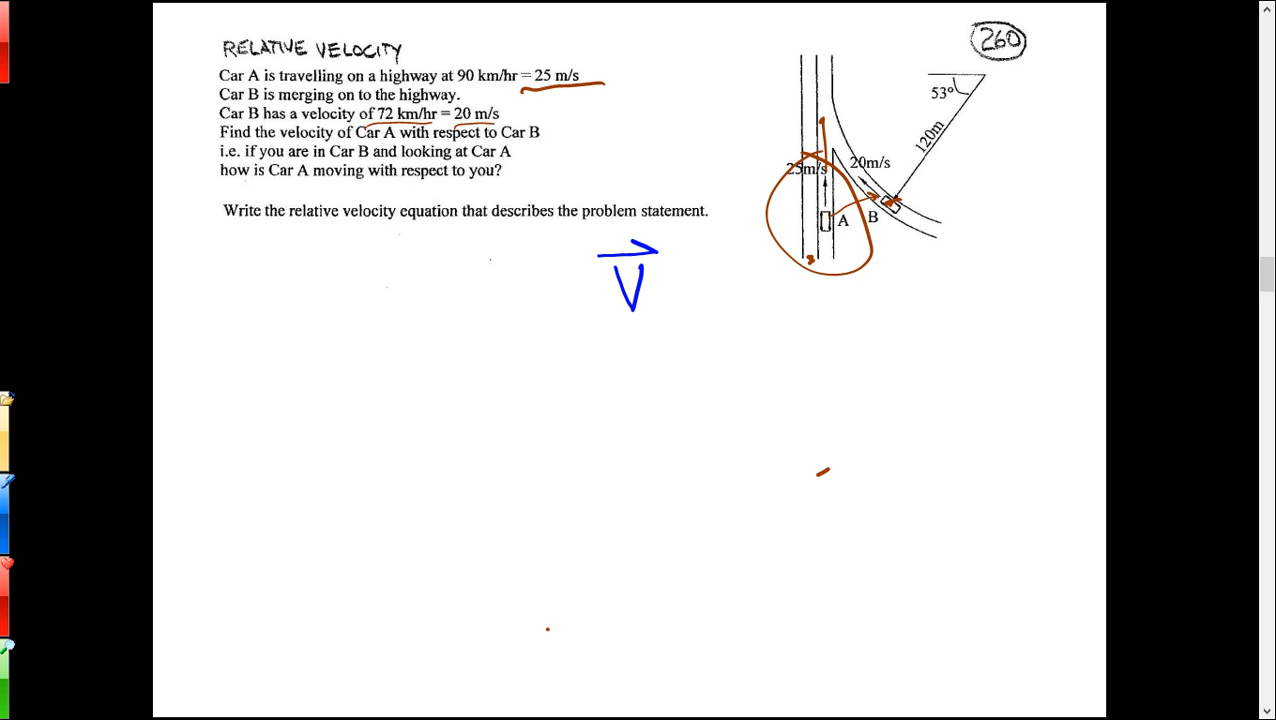 RELATIVE VELOCITY
260
Car A is travelling on a highway at 90 km/hr = 25 m/s
Car B is merging on to the highway.
Car B has a velocity of 72 km/hr = 20 m/s
Find the velocity of Car A with respect to Car B
i.e. if you are in Car B and looking at Car A
how is Car A moving with respect to you?
Write the relative velocity equation that describes the problem statement.
V
53°
120m
25m/s
20m/s
A
B